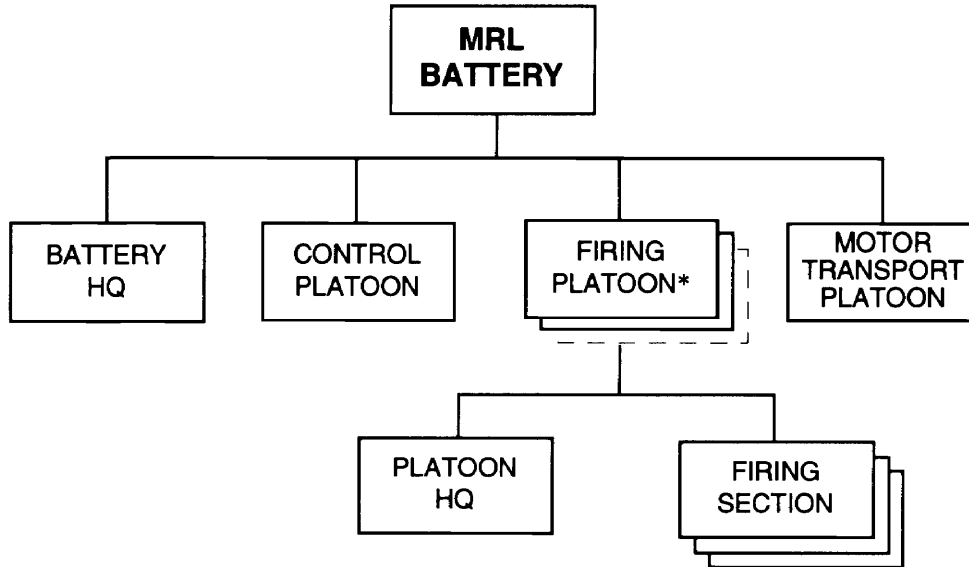 MRL
BATTERY
BATTERY
HQ
CONTROL
PLATOON
FIRING
PLATOON*
MOTOR
TRANSPORT
PLATOON
PLATOON
HQ
FIRING
SECTION